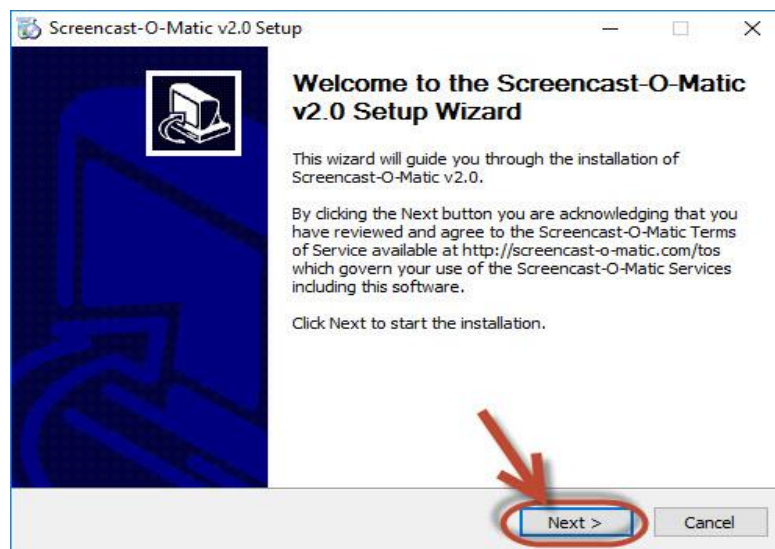 Screencast-O-Matic v2.0 Setup
Welcome to the Screencast-O-Matic
v2.0 Setup Wizard
This wizard will guide you through the installation of
Screencast-O-Matic v2.0.
By clicking the Next button you are acknowledging that you
have reviewed and agree to the Screencast-O-Matic Terms
of Service available at http://screencast-o-matic.com/tos
which govern your use of the Screencast-O-Matic Services
including this software.
Click Next to start the installation.
Next >
Cancel